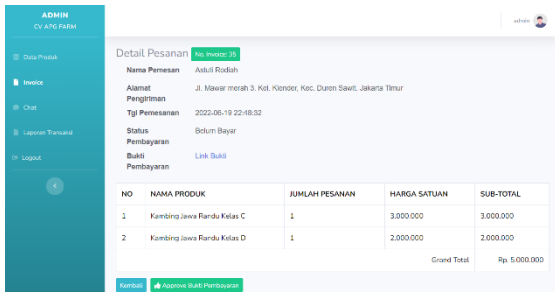 ADMIN
CV APG FARM
admin
Data Produk
Invoice
Chat
Laporan Transaksi
Logout
Detail Pesanan No. Invoice: 35
Nama Pemesan Astuti Rodiah
Alamat Pengiriman Jl. Mawar merah 3, Kel. Klender, Kec. Duren Sawit, Jakarta Timur
Tgl Pemesanan 2022-06-19 22:48:32
Status Pembayaran Belum Bayar
Bukti Pembayaran Link Bukti
NO NAMA PRODUK JUMLAH PESANAN HARGA SATUAN SUB-TOTAL
1 Kambing Jawa Randu Kelas C 1 3.000.000 3.000.000
2 Kambing Jawa Randu Kelas D 1 2.000.000 2.000.000
Grand Total Rp. 5.000.000
Kembali Approve Bukti Pembayaran